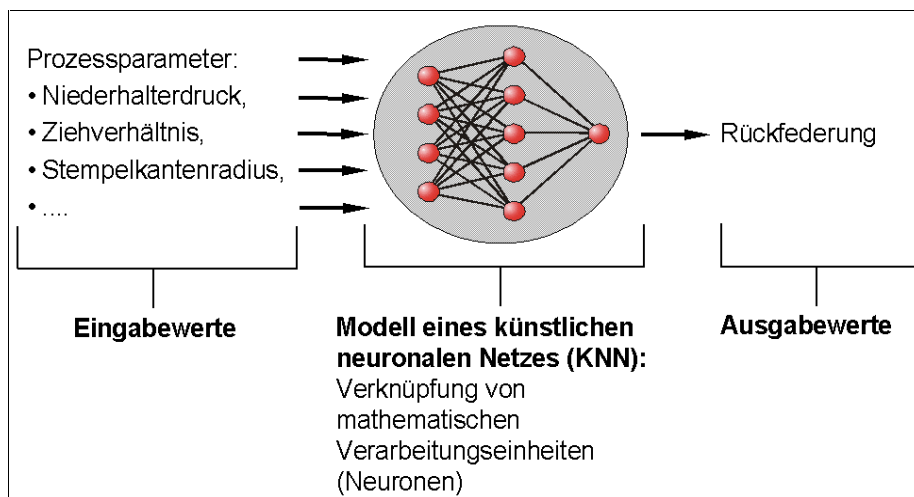 Prozessparameter:
• Niederhalterdruck,
• Ziehverhältnis,
• Stempelkantenradius,
• ....
Rückfederung
Eingabewerte
Modell eines künstlichen
neuronalen Netzes (KNN):
Verknüpfung von
mathematischen
Verarbeitungseinheiten
(Neuronen)
Ausgabewerte